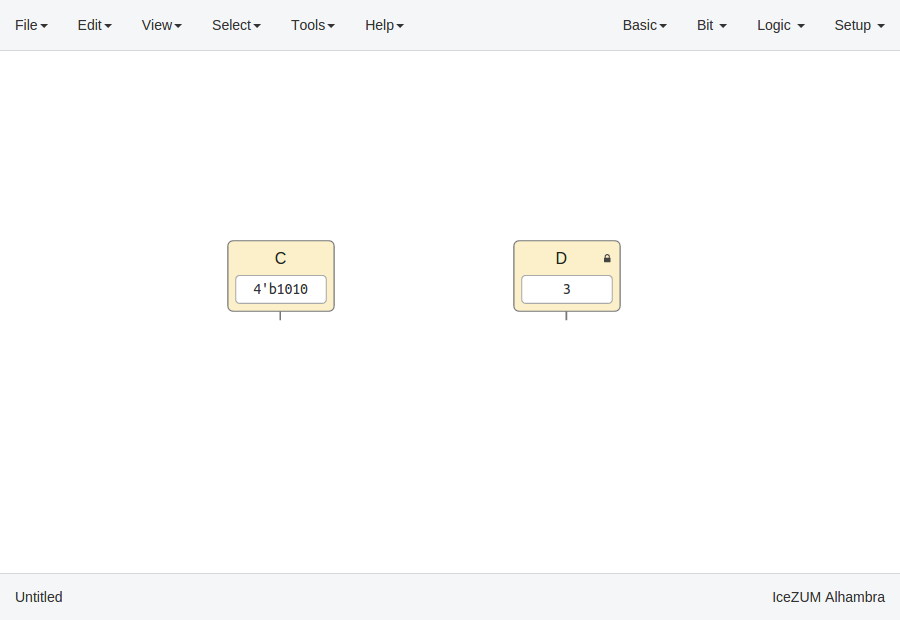 File Edit View Select Tools Help Basic Bit Logic Setup
C D
4'b1010 3
Untitled IceZUM Alhambra